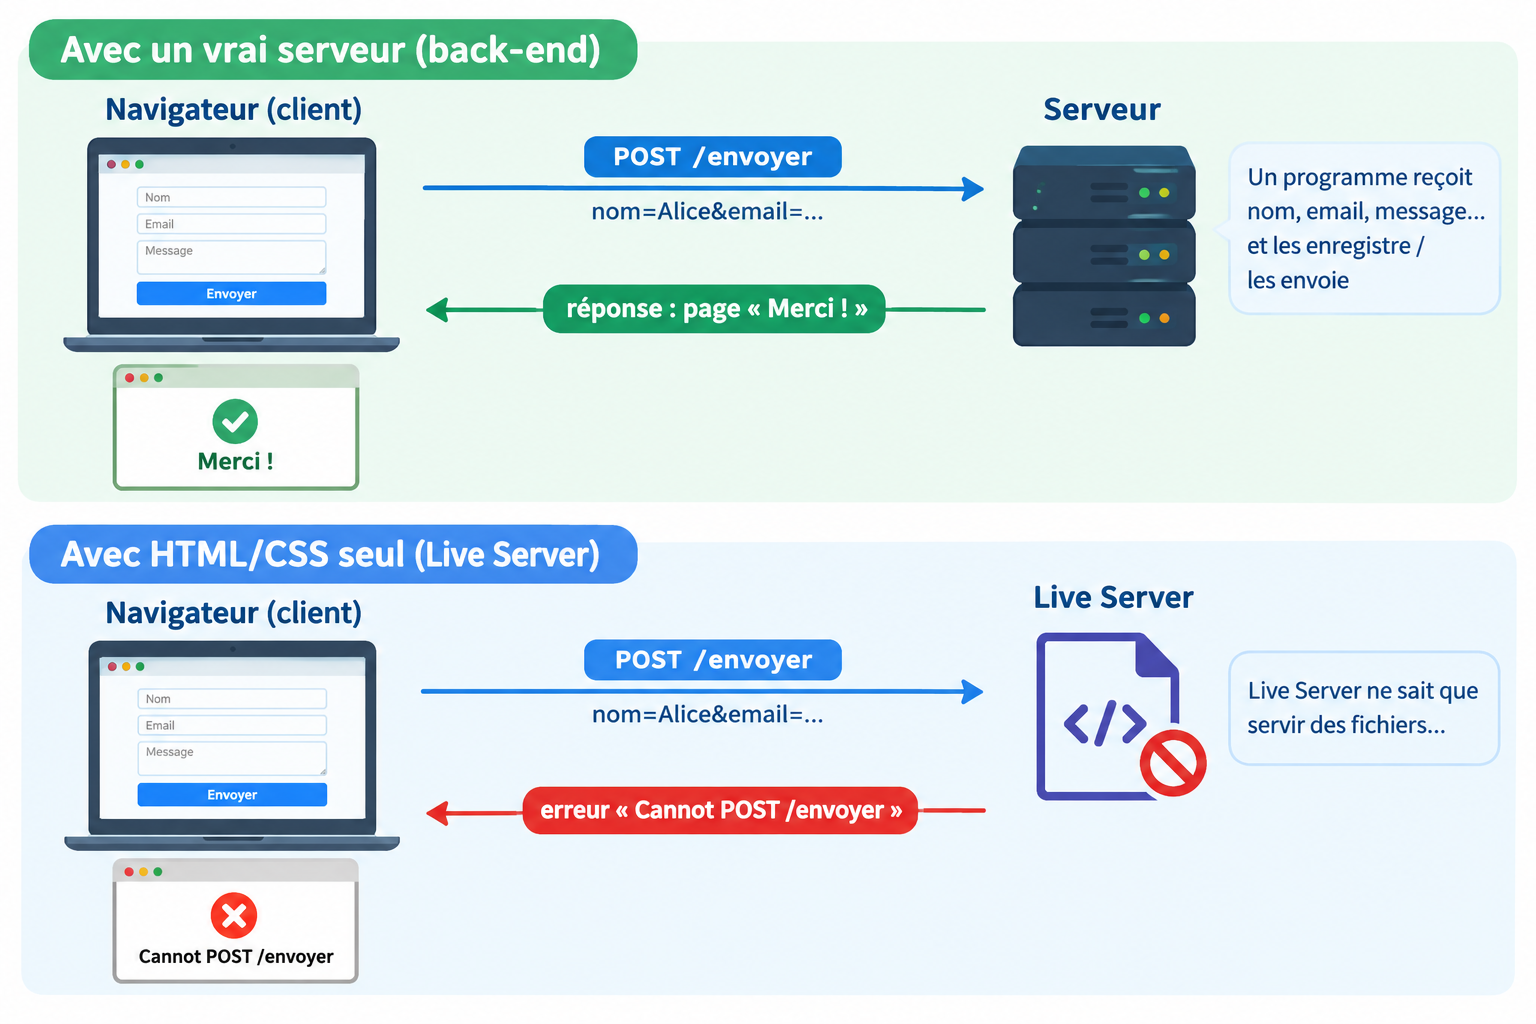 Avec un vrai serveur (back-end)
Navigateur (client)
Serveur
Nom
Email
Message
Envoyer
POST /envoyer
nom=Alice&email=...
réponse : page « Merci ! »
Un programme reçoit
nom, email, message...
et les enregistre /
les envoie
Merci !
Avec HTML/CSS seul (Live Server)
Navigateur (client)
Live Server
Nom
Email
Message
Envoyer
POST /envoyer
nom=Alice&email=...
erreur « Cannot POST /envoyer »
</>
Live Server ne sait que
servir des fichiers...
Cannot POST /envoyer